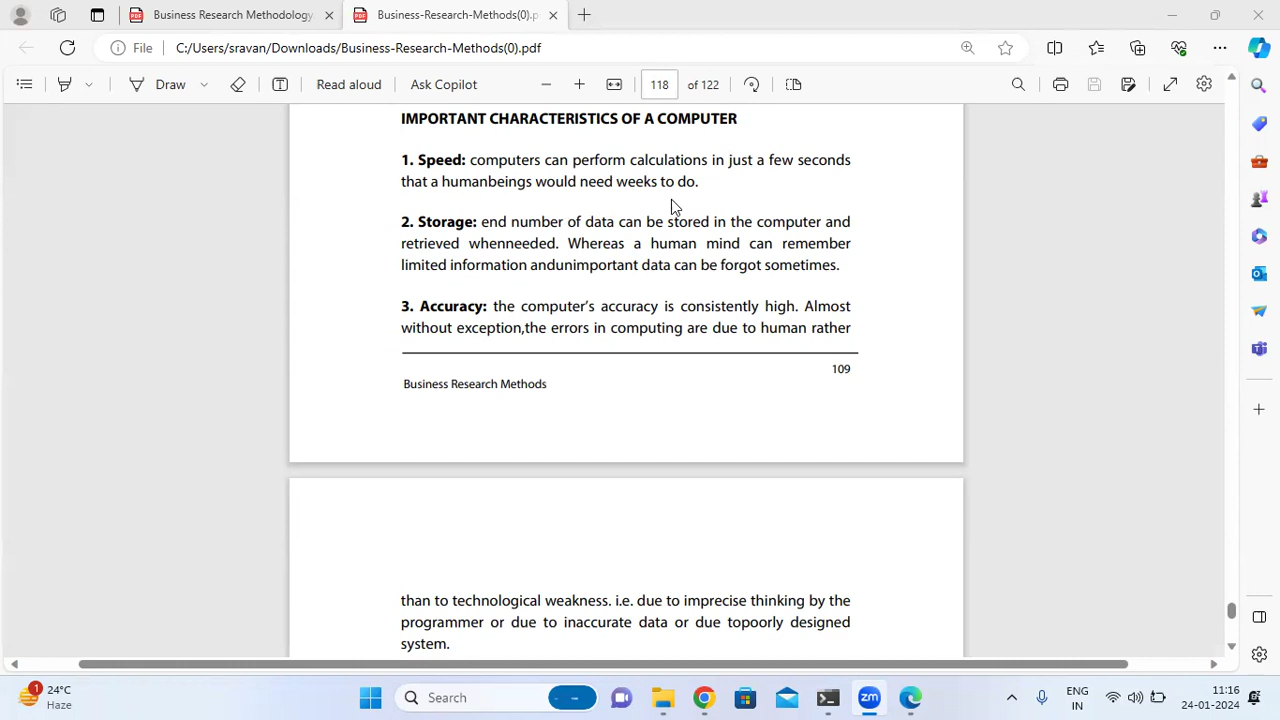 Business Research Methodology
Business-Research-Methods(0).p
File
C:/Users/sravan/Downloads/Business-Research-Methods(0).pdf
Draw
Read aloud
Ask Copilot
118
of 122
IMPORTANT CHARACTERISTICS OF A COMPUTER
1. Speed: computers can perform calculations in just a few seconds
that a humanbeings would need weeks to do.
2. Storage: end number of data can be stored in the computer and
retrieved whenneeded. Whereas a human mind can remember
limited information andunimportant data can be forgot sometimes.
3. Accuracy: the computer’s accuracy is consistently high. Almost
without exception,the errors in computing are due to human rather
109
Business Research Methods
than to technological weakness. i.e. due to imprecise thinking by the
programmer or due to inaccurate data or due topoorly designed
system.
1
24°C
Haze
Search
zm
ENG
IN
11:16
24-01-2024